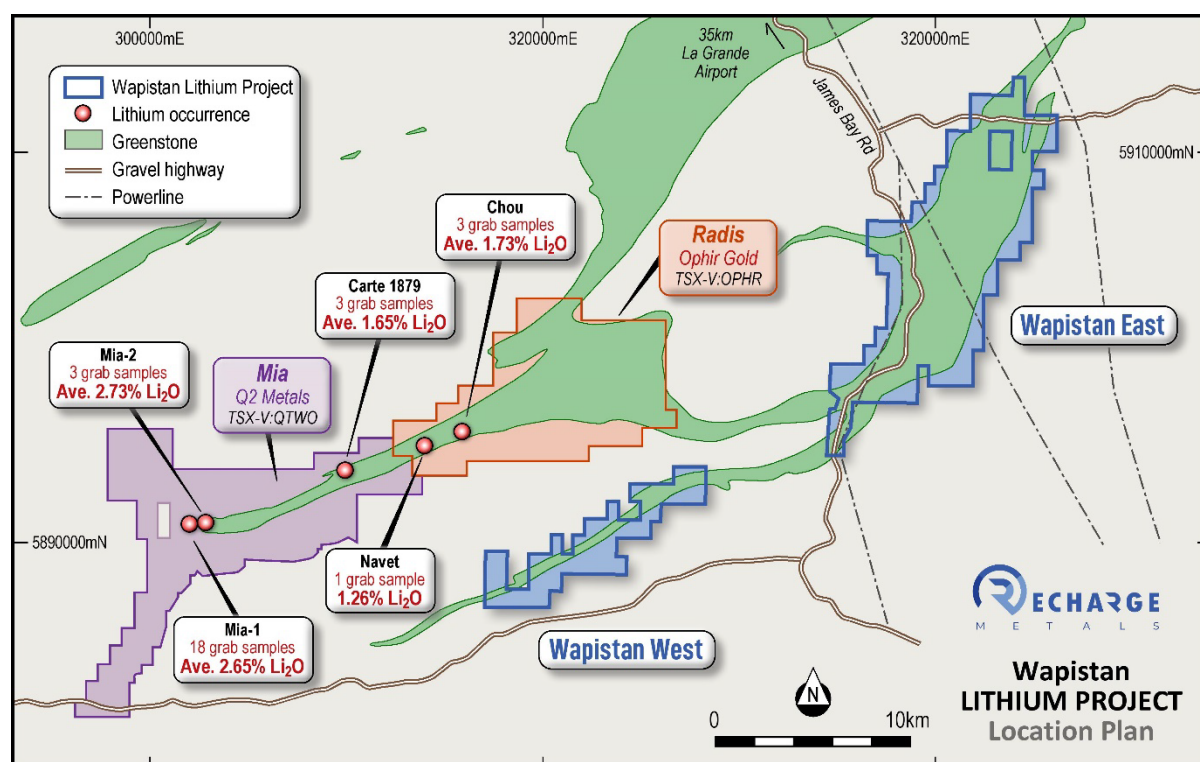 300000mE
320000mE
320000mE
35km
La Grande
Airport
James Bay Rd
5910000mN
Wapistan Lithium Project
Lithium occurrence
Greenstone
Gravel highway
Powerline
Chou
3 grab samples
Ave. 1.73% Li₂O
Radis
Ophir Gold
TSX-V:OPHR
Carte 1879
3 grab samples
Ave. 1.65% Li₂O
Wapistan East
Mia-2
3 grab samples
Ave. 2.73% Li₂O
Mia
Q2 Metals
TSX-V:QTWO
5890000mN
Navet
1 grab sample
1.26% Li₂O
Mia-1
18 grab samples
Ave. 2.65% Li₂O
Wapistan West
RECHARGE
METALS
N
0
10km
Wapistan
LITHIUM PROJECT
Location Plan